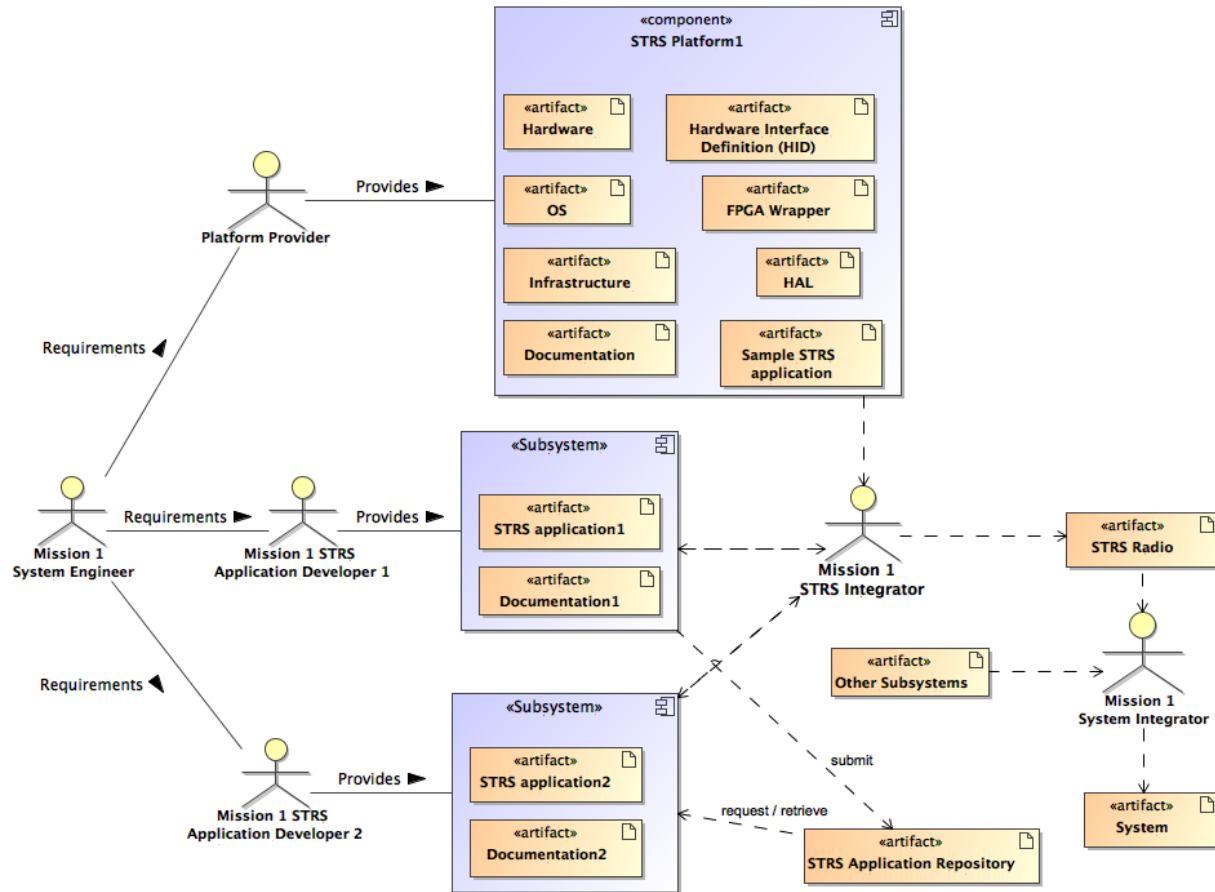 «component»
STRS Platform1
«artifact»
Hardware
«artifact»
Hardware Interface
Definition (HID)
Provides
«artifact»
OS
«artifact»
FPGA Wrapper
Platform Provider
«artifact»
Infrastructure
«artifact»
HAL
Requirements
«artifact»
Documentation
«artifact»
Sample STRS
application
«Subsystem»
Requirements
Provides
«artifact»
STRS application1
«artifact»
STRS Radio
Mission 1
System Engineer
Mission 1 STRS
Application Developer 1
«artifact»
Documentation1
Mission 1
STRS Integrator
Requirements
«artifact»
Other Subsystems
Mission 1
System Integrator
«Subsystem»
submit
Provides
«artifact»
STRS application2
request / retrieve
«artifact»
System
Mission 1 STRS
Application Developer 2
«artifact»
Documentation2
«artifact»
STRS Application Repository